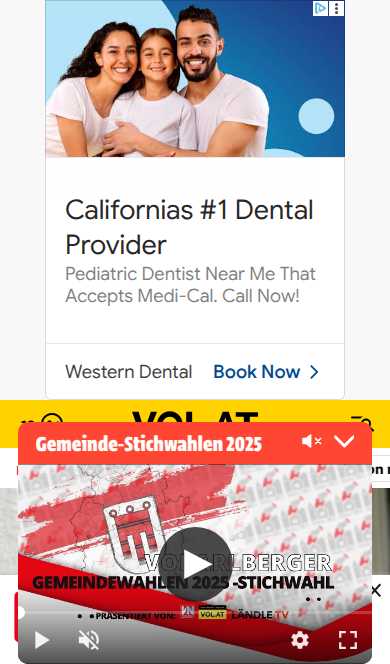 Californias #1 Dental
Provider
Pediatric Dentist Near Me That
Accepts Medi-Cal. Call Now!
Western Dental Book Now
VOL.AT
Gemeinde-Stichwahlen 2025
VORARLBERGER
GEMEINDEWAHLEN 2025 -STICHWAHL
PRÄSENTIERT VON: VN VOL.AT LÄNDLE TV